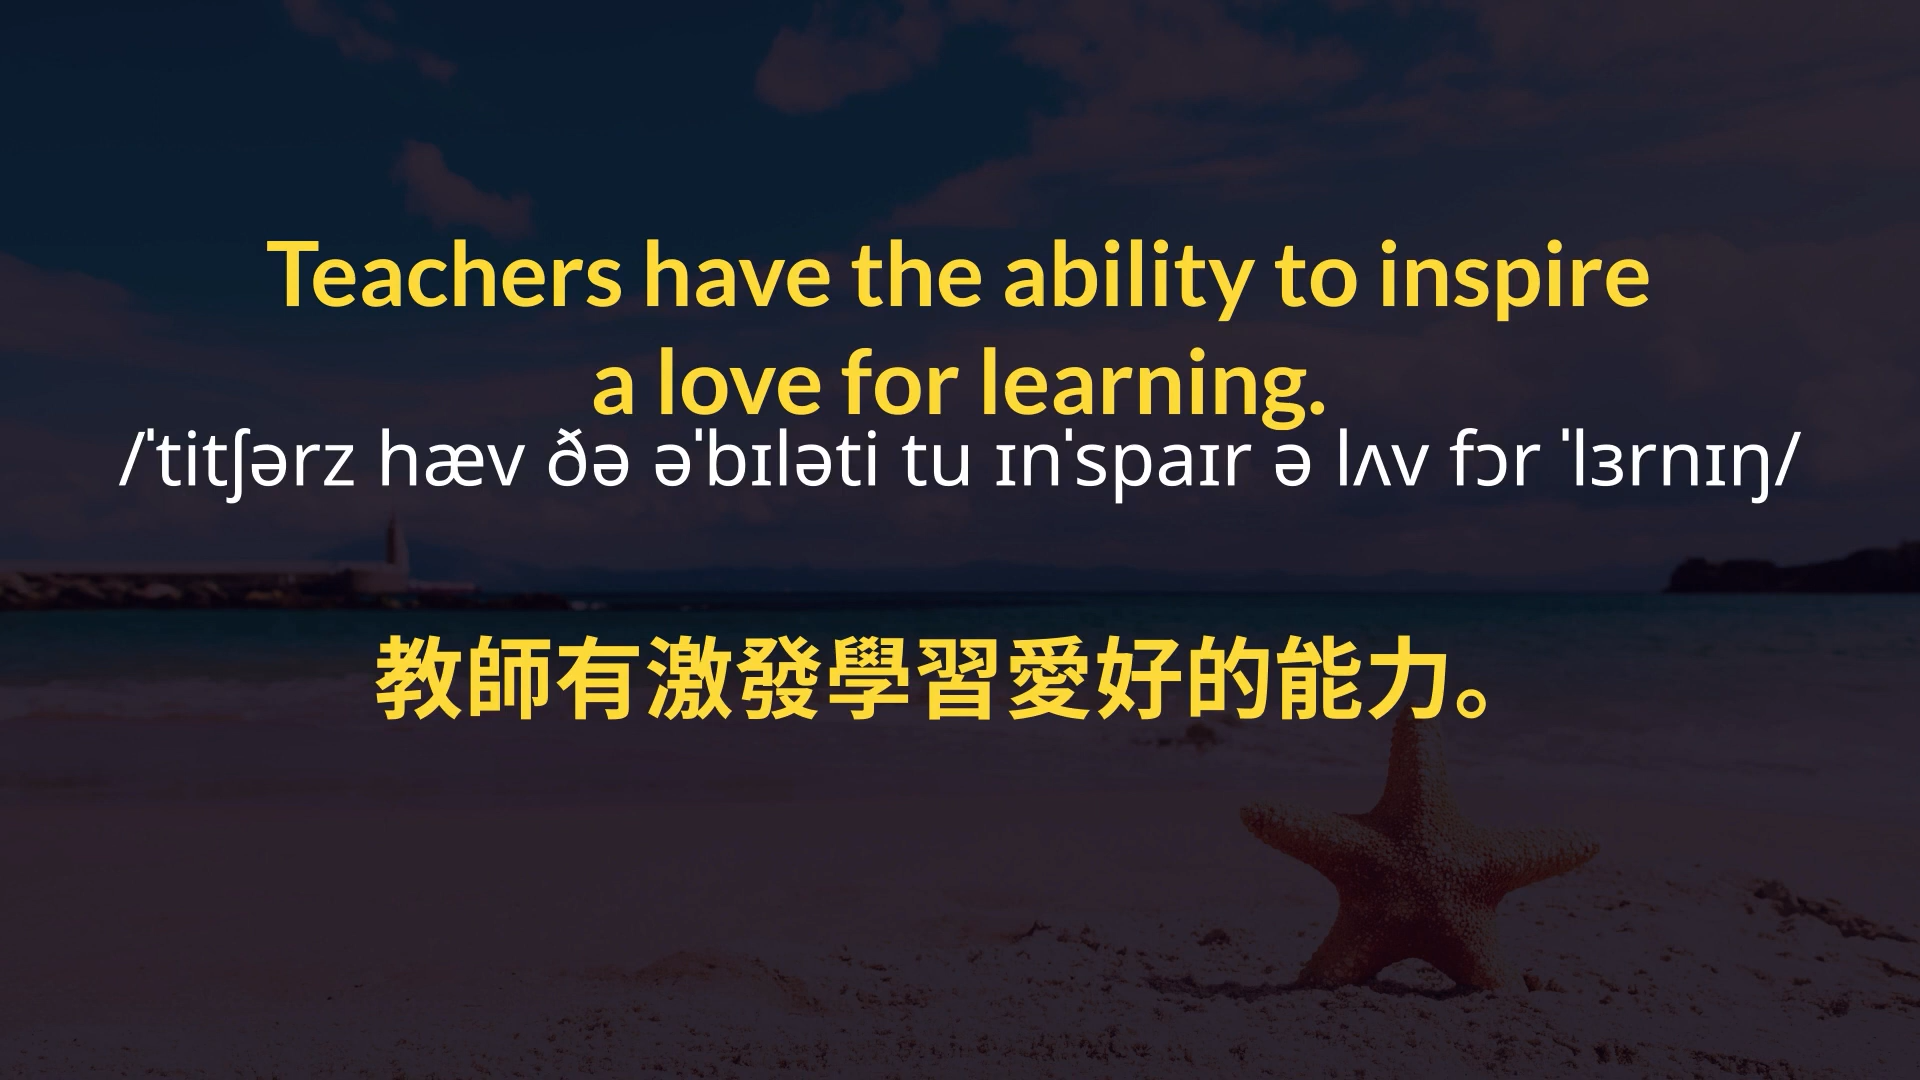 Teachers have the ability to inspire
a love for learning.
/ˈtitʃərz hæv ðə əˈbɪləti tu ɪnˈspaɪr ə lʌv fɔr ˈlɜrnɪŋ/
教師有激發學習愛好的能力。